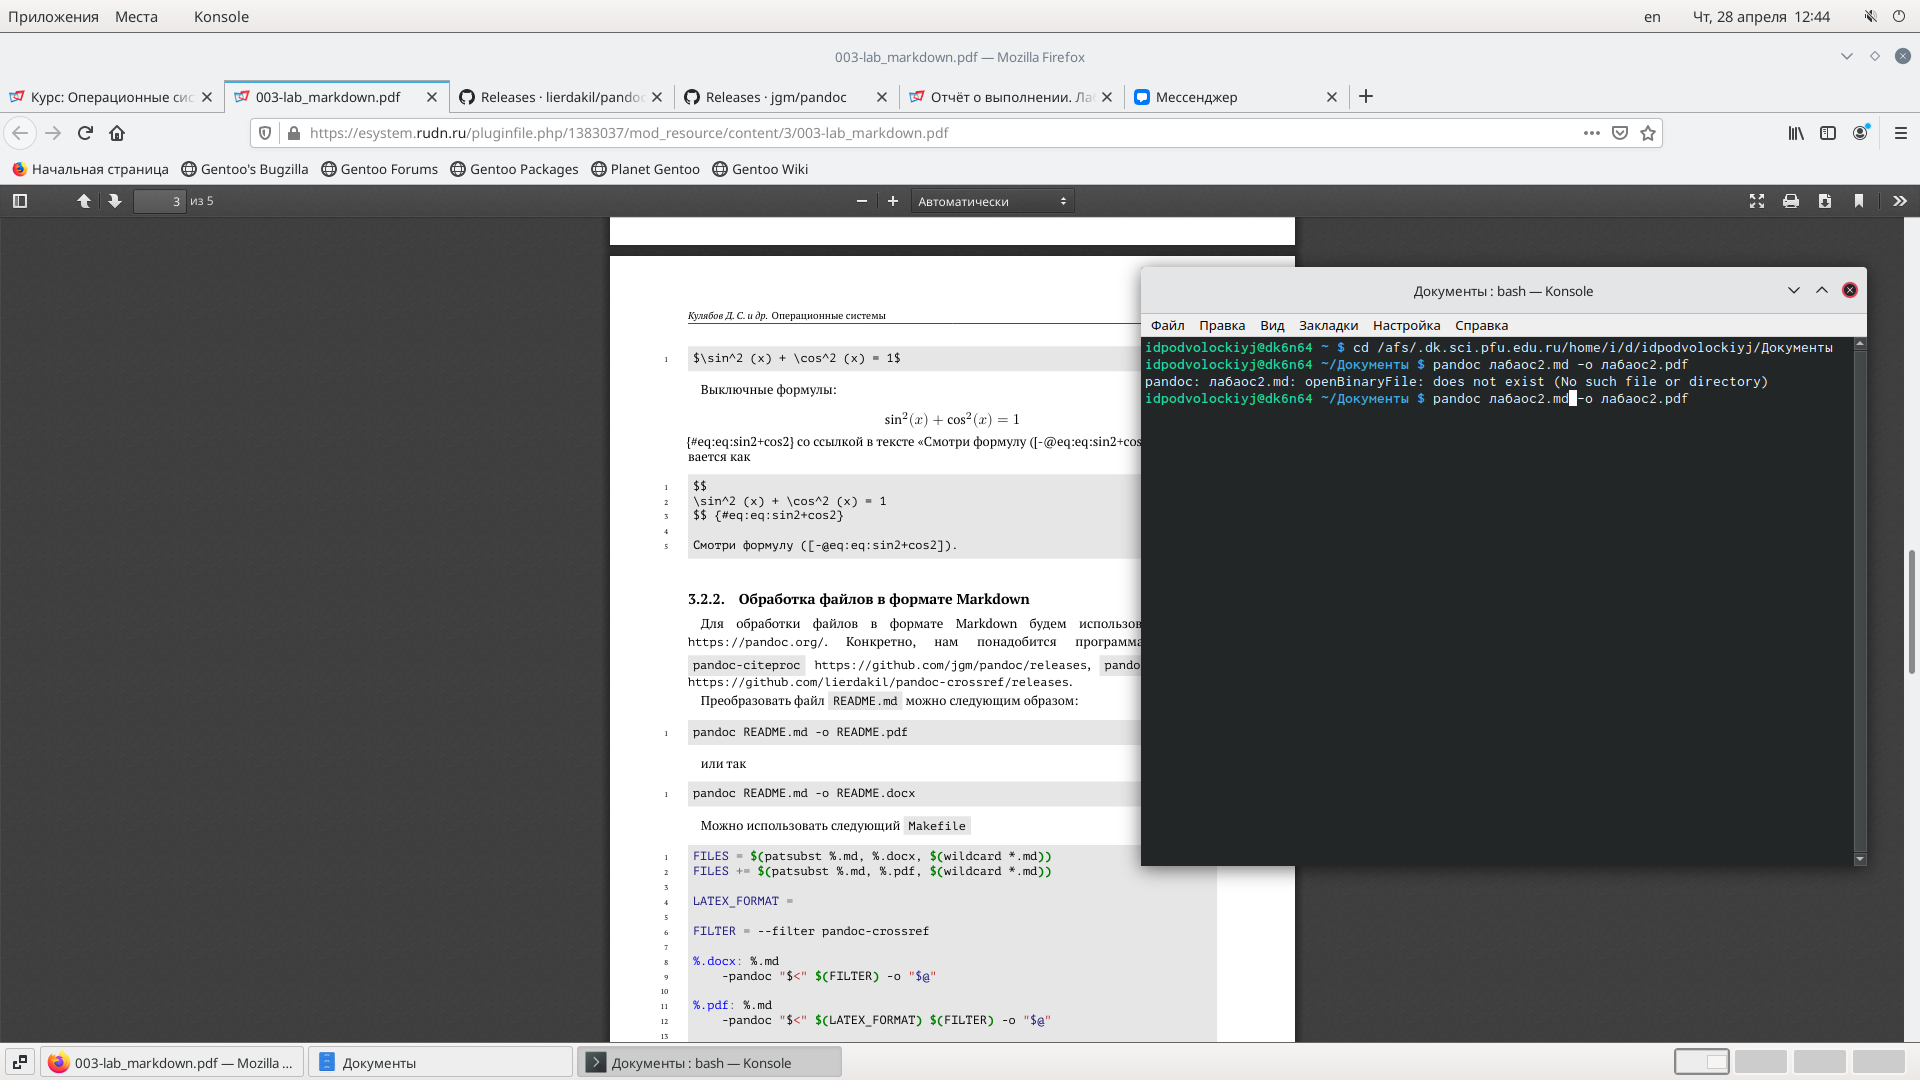 Приложения Места Konsole en Чт, 28 апреля 12:44
003-lab_markdown.pdf — Mozilla Firefox
Курс: Операционные сис 003-lab_markdown.pdf Releases · lierdakil/pandoc Releases · jgm/pandoc Отчёт о выполнении. Лаб Мессенджер
https://esystem.rudn.ru/pluginfile.php/1383037/mod_resource/content/3/003-lab_markdown.pdf
Начальная страница Gentoo's Bugzilla Gentoo Forums Gentoo Packages Planet Gentoo Gentoo Wiki
3 из 5 Автоматически
Кулябов Д. С. и др. Операционные системы
1 $\sin^2 (x) + \cos^2 (x) = 1$
Выключные формулы:
sin²(x) + cos²(x) = 1
{#eq:eq:sin2+cos2} со ссылкой в тексте «Смотри формулу ([-@eq:eq:sin2+cos
вается как
1 $$
2 \sin^2 (x) + \cos^2 (x) = 1
3 $$ {#eq:eq:sin2+cos2}
4
5 Смотри формулу ([-@eq:eq:sin2+cos2]).
3.2.2. Обработка файлов в формате Markdown
Для обработки файлов в формате Markdown будем использов
https://pandoc.org/. Конкретно, нам понадобится программа
pandoc-citeproc https://github.com/jgm/pandoc/releases, pando
https://github.com/lierdakil/pandoc-crossref/releases.
Преобразовать файл README.md можно следующим образом:
1 pandoc README.md -o README.pdf
или так
1 pandoc README.md -o README.docx
Можно использовать следующий Makefile
1 FILES = $(patsubst %.md, %.docx, $(wildcard *.md))
2 FILES += $(patsubst %.md, %.pdf, $(wildcard *.md))
3
4 LATEX_FORMAT =
5
6 FILTER = --filter pandoc-crossref
7
8 %.docx: %.md
9 -pandoc "$<" $(FILTER) -o "$@"
10
11 %.pdf: %.md
12 -pandoc "$<" $(LATEX_FORMAT) $(FILTER) -o "$@"
13
Документы : bash — Konsole
Файл Правка Вид Закладки Настройка Справка
idpodvolockiyj@dk6n64 ~ $ cd /afs/.dk.sci.pfu.edu.ru/home/i/d/idpodvolockiyj/Документы
idpodvolockiyj@dk6n64 ~/Документы $ pandoc лабаос2.md -o лабаос2.pdf
pandoc: лабаос2.md: openBinaryFile: does not exist (No such file or directory)
idpodvolockiyj@dk6n64 ~/Документы $ pandoc лабаос2.md -o лабаос2.pdf
003-lab_markdown.pdf — Mozilla ... Документы Документы : bash — Konsole